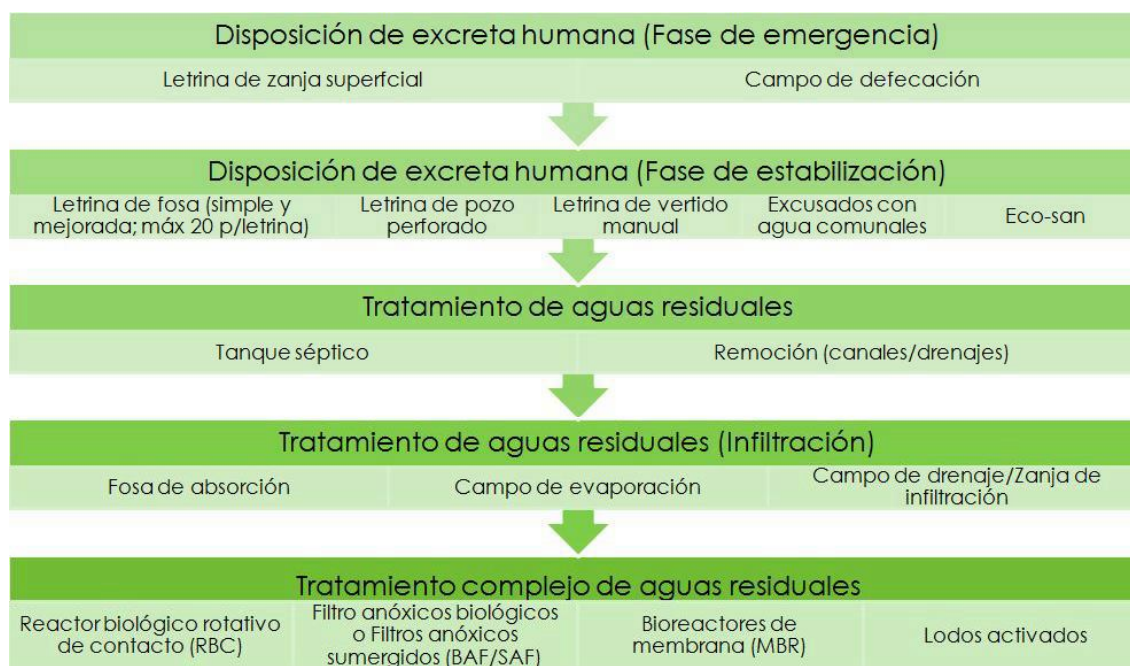 Disposición de excreta humana (Fase de emergencia)
Letrina de zanja superfcial
Campo de defecación
Disposición de excreta humana (Fase de estabilización)
Letrina de fosa (simple y
mejorada; máx 20 p/letrina)
Letrina de pozo
perforado
Letrina de vertido
manual
Excusados con
agua comunales
Eco-san
Tratamiento de aguas residuales
Tanque séptico
Remoción (canales/drenajes)
Tratamiento de aguas residuales (Infiltración)
Fosa de absorción
Campo de evaporación
Campo de drenaje/Zanja de
infiltración
Tratamiento complejo de aguas residuales
Reactor biológico rotativo
de contacto (RBC)
Filtro anóxicos biológicos
o Filtros anóxicos
sumergidos (BAF/SAF)
Bioreactores de
membrana (MBR)
Lodos activados